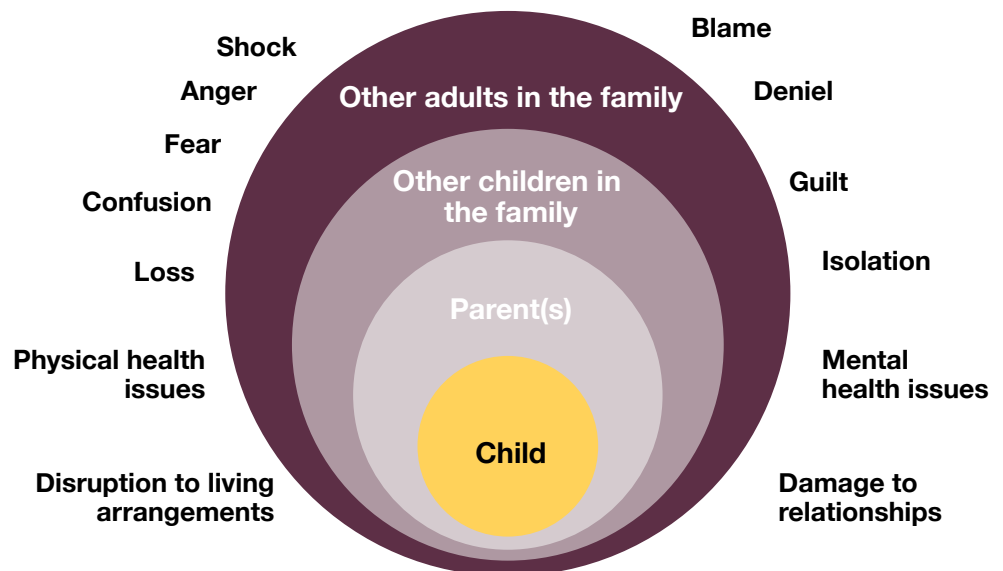 Shock
Anger
Fear
Confusion
Loss
Physical health
issues
Disruption to living
arrangements
Other adults in the family
Other children in
the family
Parent(s)
Child
Blame
Deniel
Guilt
Isolation
Mental
health issues
Damage to
relationships